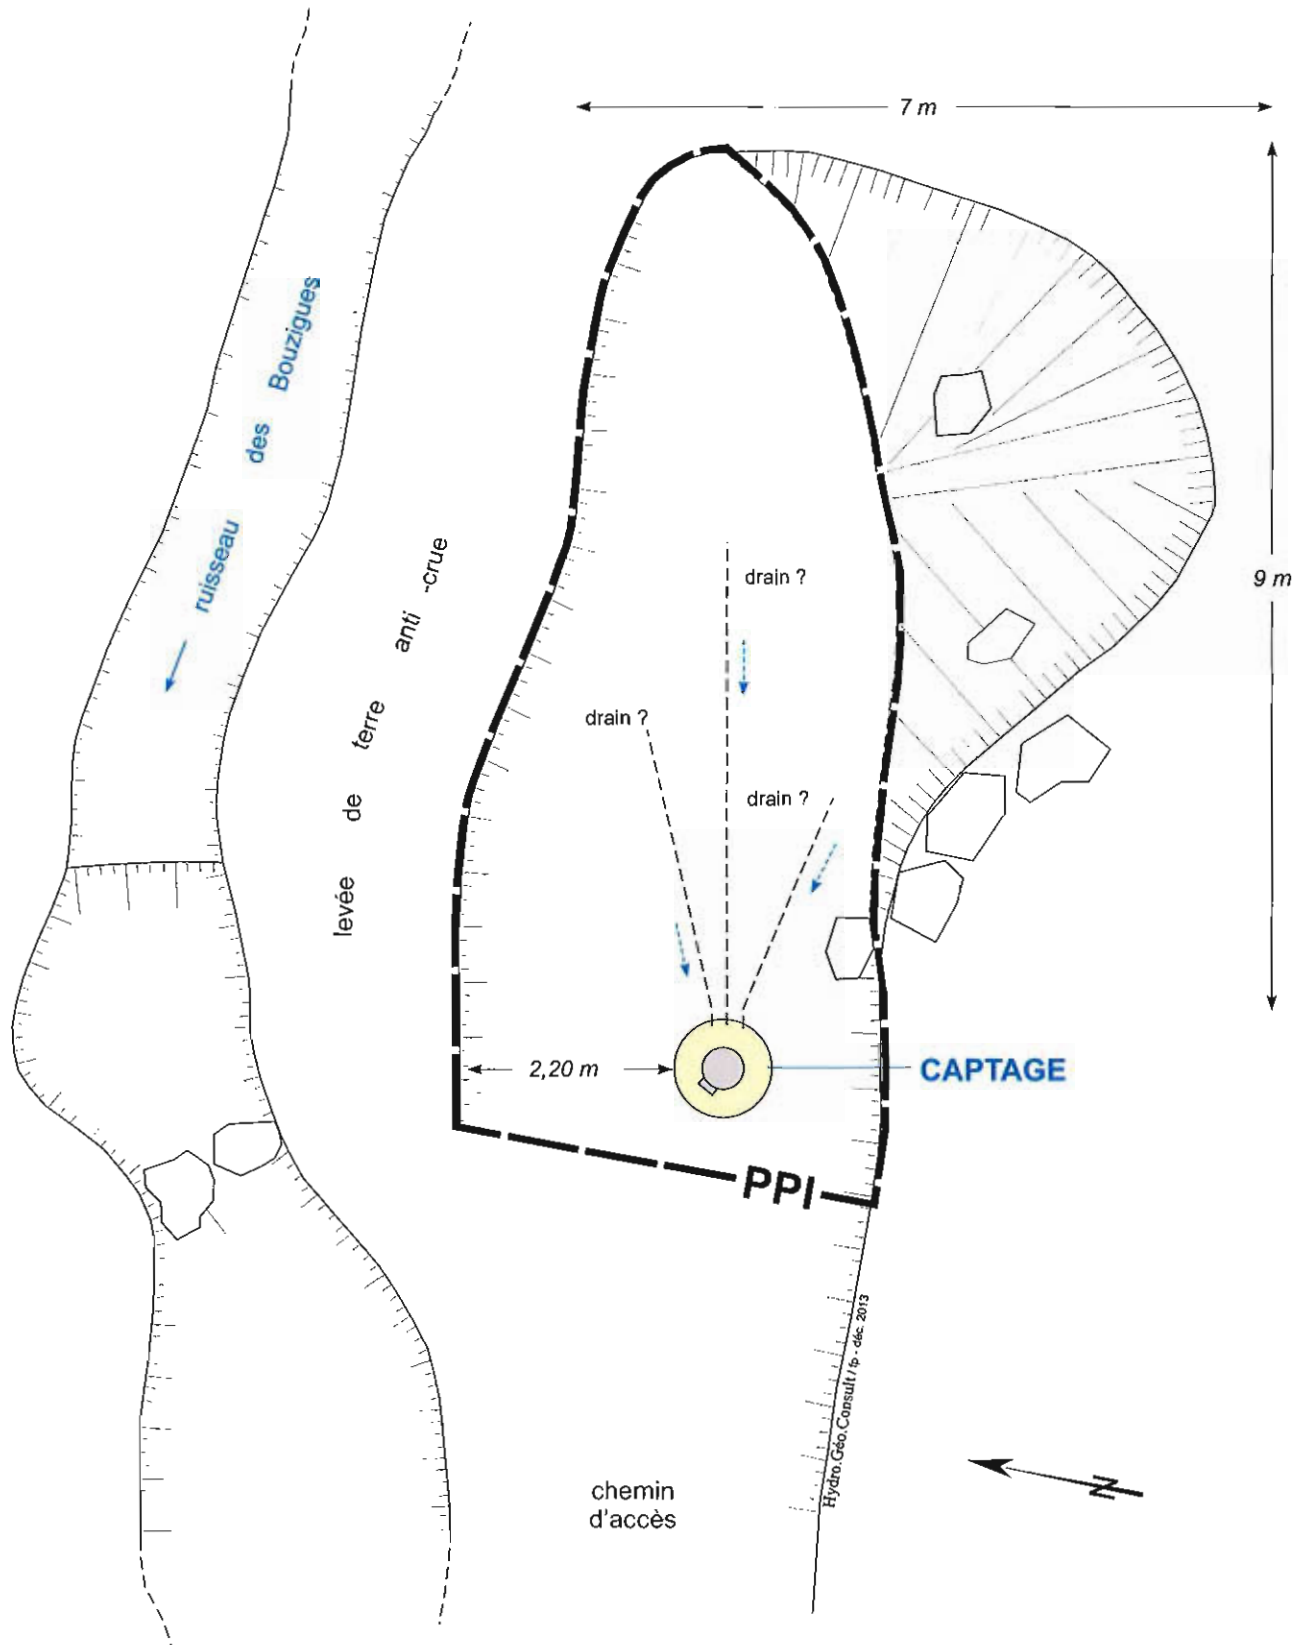 7 m
ruisseau des Bouzigues
9 m
levée de terre anti -crue
drain ?
drain ?
drain ?
2,20 m
CAPTAGE
PPI
Hydro.Géo.Consult / fp - déc. 2013
N
chemin
d'accès